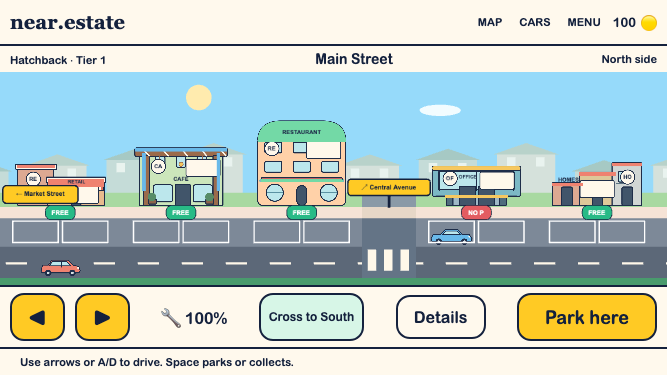 near.estate
MAP CARS MENU 100
Hatchback · Tier 1
Main Street
North side
RESTAURANT
RE
CA
CAFÉ
RE
RETAIL
← Market Street
↗ Central Avenue
OF
OFFICE
HOMES
HO
FREE
FREE
FREE
NO P
FREE
100%
Cross to South
Details
Park here
Use arrows or A/D to drive. Space parks or collects.